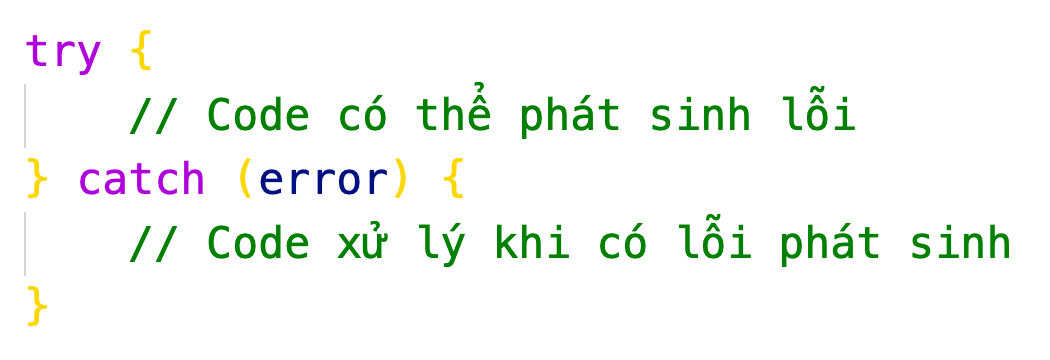 try {
    // Code có thể phát sinh lỗi
} catch (error) {
    // Code xử lý khi có lỗi phát sinh
}